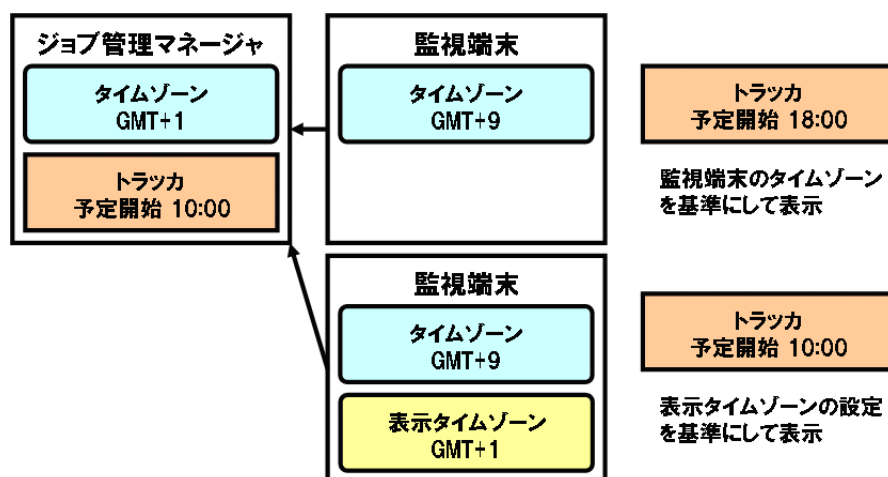 ジョブ管理マネージャ
タイムゾーン
GMT+1
トラッカ
予定開始 10:00
監視端末
タイムゾーン
GMT+9
トラッカ
予定開始 18:00
監視端末のタイムゾーン
を基準にして表示
監視端末
タイムゾーン
GMT+9
表示タイムゾーン
GMT+1
トラッカ
予定開始 10:00
表示タイムゾーンの設定
を基準にして表示